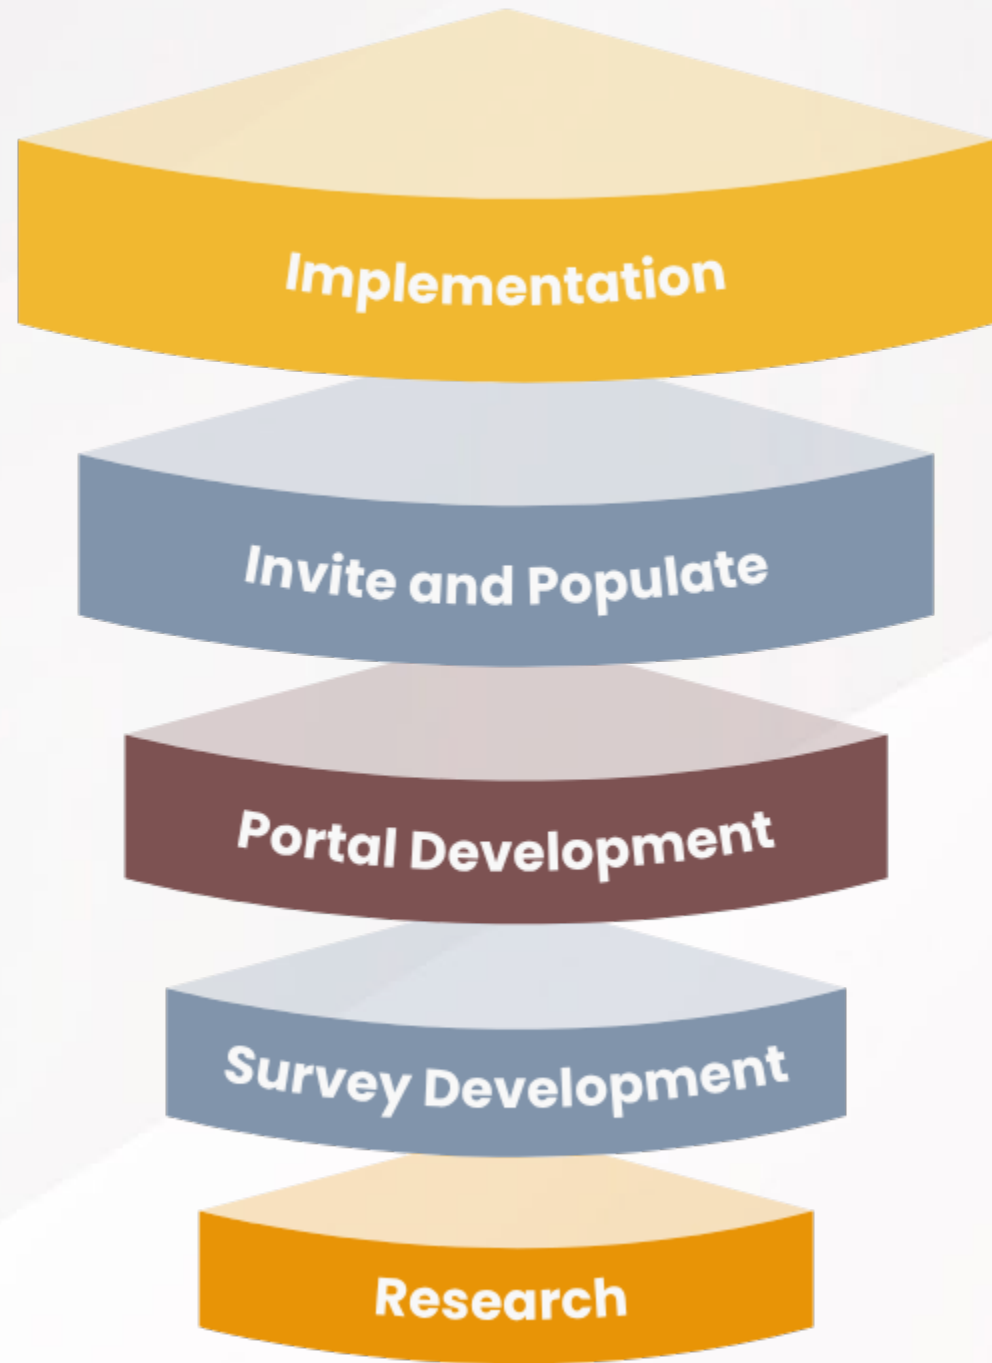 Implementation
Invite and Populate
Portal Development
Survey Development
Research